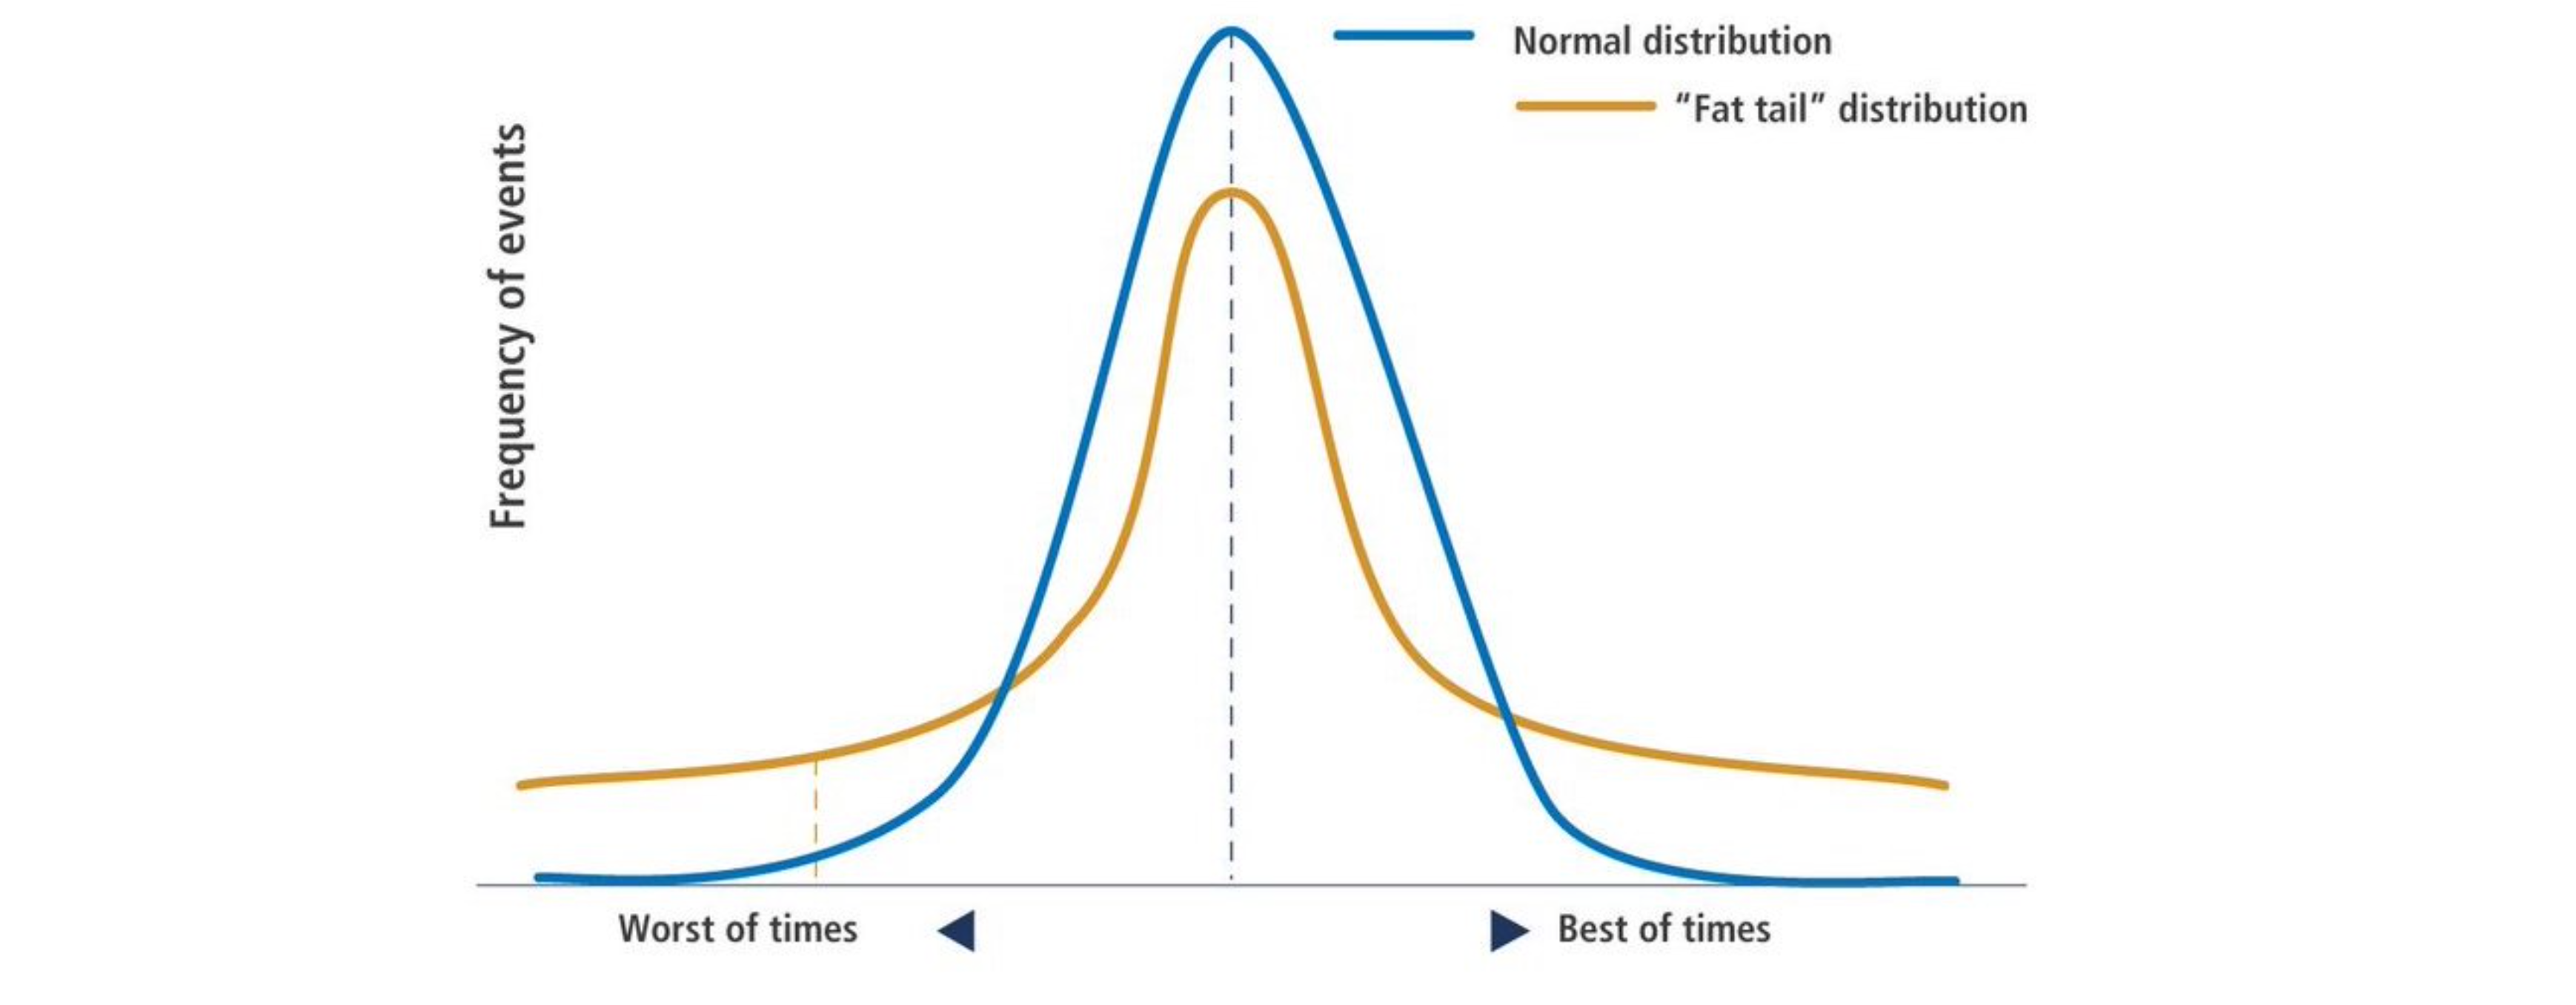 Normal distribution
“Fat tail” distribution
Frequency of events
Worst of times
Best of times